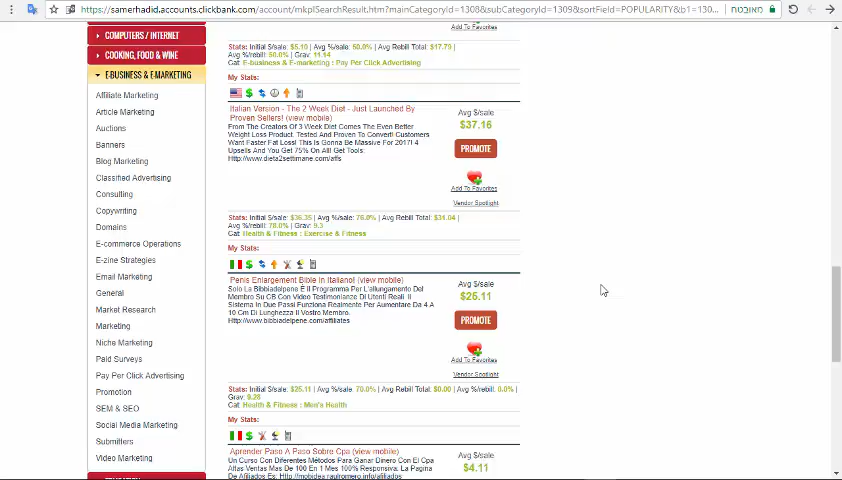 https://samerhadid.accounts.clickbank.com/account/mkplSearchResult.htm?mainCategoryId=1308&subCategoryId=1309&sortField=POPULARITY&b1=130...
מאובטח
COMPUTERS / INTERNET
COOKING, FOOD & WINE
E-BUSINESS & E-MARKETING
Affiliate Marketing
Article Marketing
Auctions
Banners
Blog Marketing
Classified Advertising
Consulting
Copywriting
Domains
E-commerce Operations
E-zine Strategies
Email Marketing
General
Market Research
Marketing
Niche Marketing
Paid Surveys
Pay Per Click Advertising
Promotion
SEM & SEO
Social Media Marketing
Submitters
Video Marketing
Add To Favorites
Stats: Initial $/sale: $5.10 | Avg %/sale: 50.0% | Avg Rebill Total: $17.79 |
Avg %/rebill: 50.0% | Grav: 11.14
Cat: E-business & E-marketing : Pay Per Click Advertising
My Stats:
Italian Version - The 2 Week Diet - Just Launched By
Proven Sellers! (view mobile)
From The Creators Of 3 Week Diet Comes The Even Better
Weight Loss Product. Tested And Proven To Convert! Customers
Want Faster Fat Loss! This Is Gonna Be Massive For 2017! 4
Upsells And You Get 75% On All! Get Tools:
Http://www.dieta2settimane.com/affs
Avg $/sale
$37.16
PROMOTE
Add To Favorites
Vendor Spotlight
Stats: Initial $/sale: $36.35 | Avg %/sale: 76.0% | Avg Rebill Total: $31.04 |
Avg %/rebill: 78.0% | Grav: 9.3
Cat: Health & Fitness : Exercise & Fitness
My Stats:
Penis Enlargement Bible In Italiano! (view mobile)
Solo La Bibbiadelpene È Il Programma Per L'allungamento Del
Membro Su CB Con Video Testimonianze Di Utenti Reali. Il
Sistema In Due Passi Funziona Realmente Per Aumentare Da 4 A
10 Cm Di Lunghezza Il Vostro Membro.
Http://www.bibbiadelpene.com/affiliates
Avg $/sale
$25.11
PROMOTE
Add To Favorites
Vendor Spotlight
Stats: Initial $/sale: $25.11 | Avg %/sale: 70.0% | Avg Rebill Total: $0.00 | Avg %/rebill: 0.0% |
Grav: 9.28
Cat: Health & Fitness : Men's Health
My Stats:
Aprender Paso A Paso Sobre Cpa (view mobile)
Un Curso Con Diferentes Métodos Para Ganar Dinero Con El Cpa
Altas Ventas Mas De 100 En 1 Mes 100% Responsiva. La Pagina
De Afiliados Es: Http://mobidea.raulromero.info/afiliados
Avg $/sale
$4.11